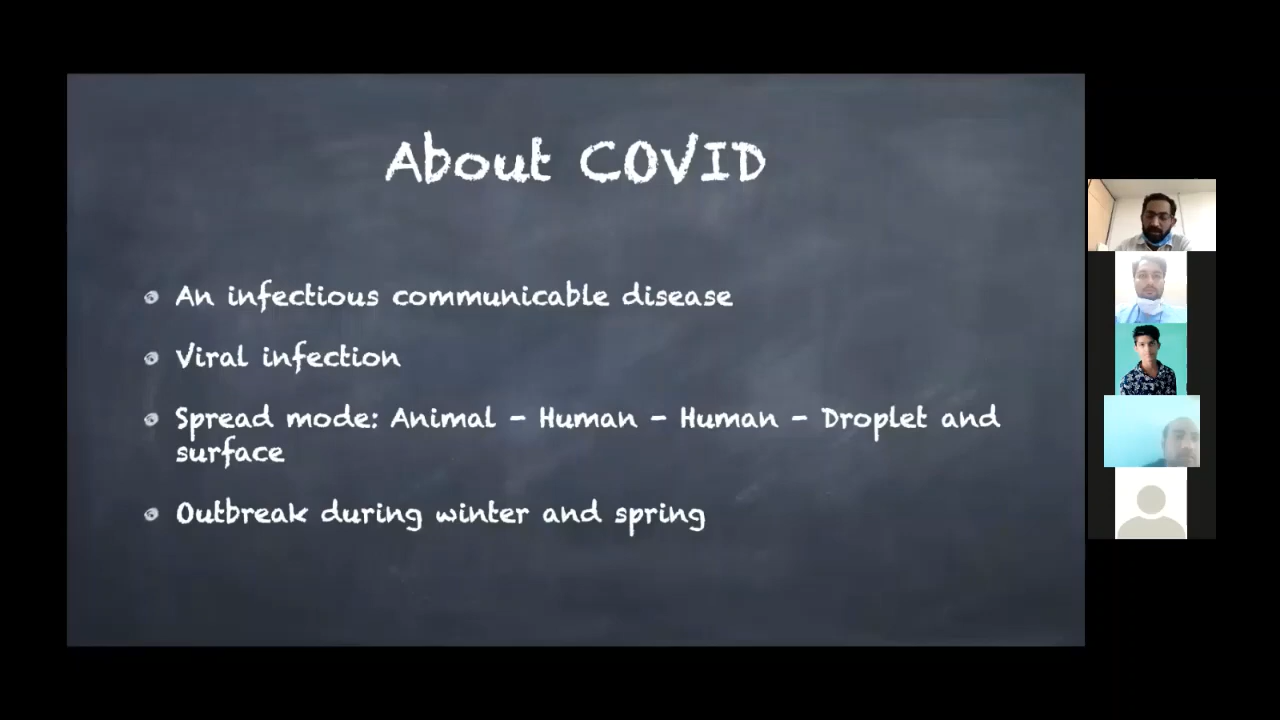 About COVID
An infectious communicable disease
Viral infection
Spread mode: Animal - Human - Human - Droplet and
surface
Outbreak during winter and spring